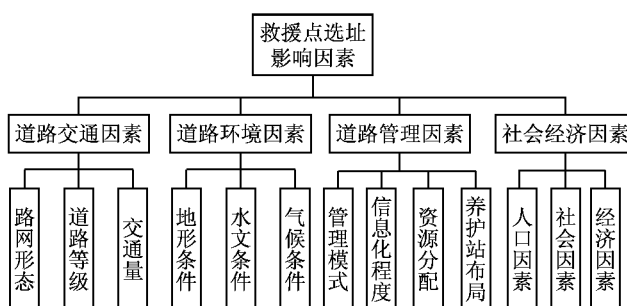 救援点选址
影响因素
道路交通因素
道路环境因素
道路管理因素
社会经济因素
路网形态
道路等级
交通量
地形条件
水文条件
气候条件
管理模式
信息化程度
资源分配
养护站布局
人口因素
社会因素
经济因素